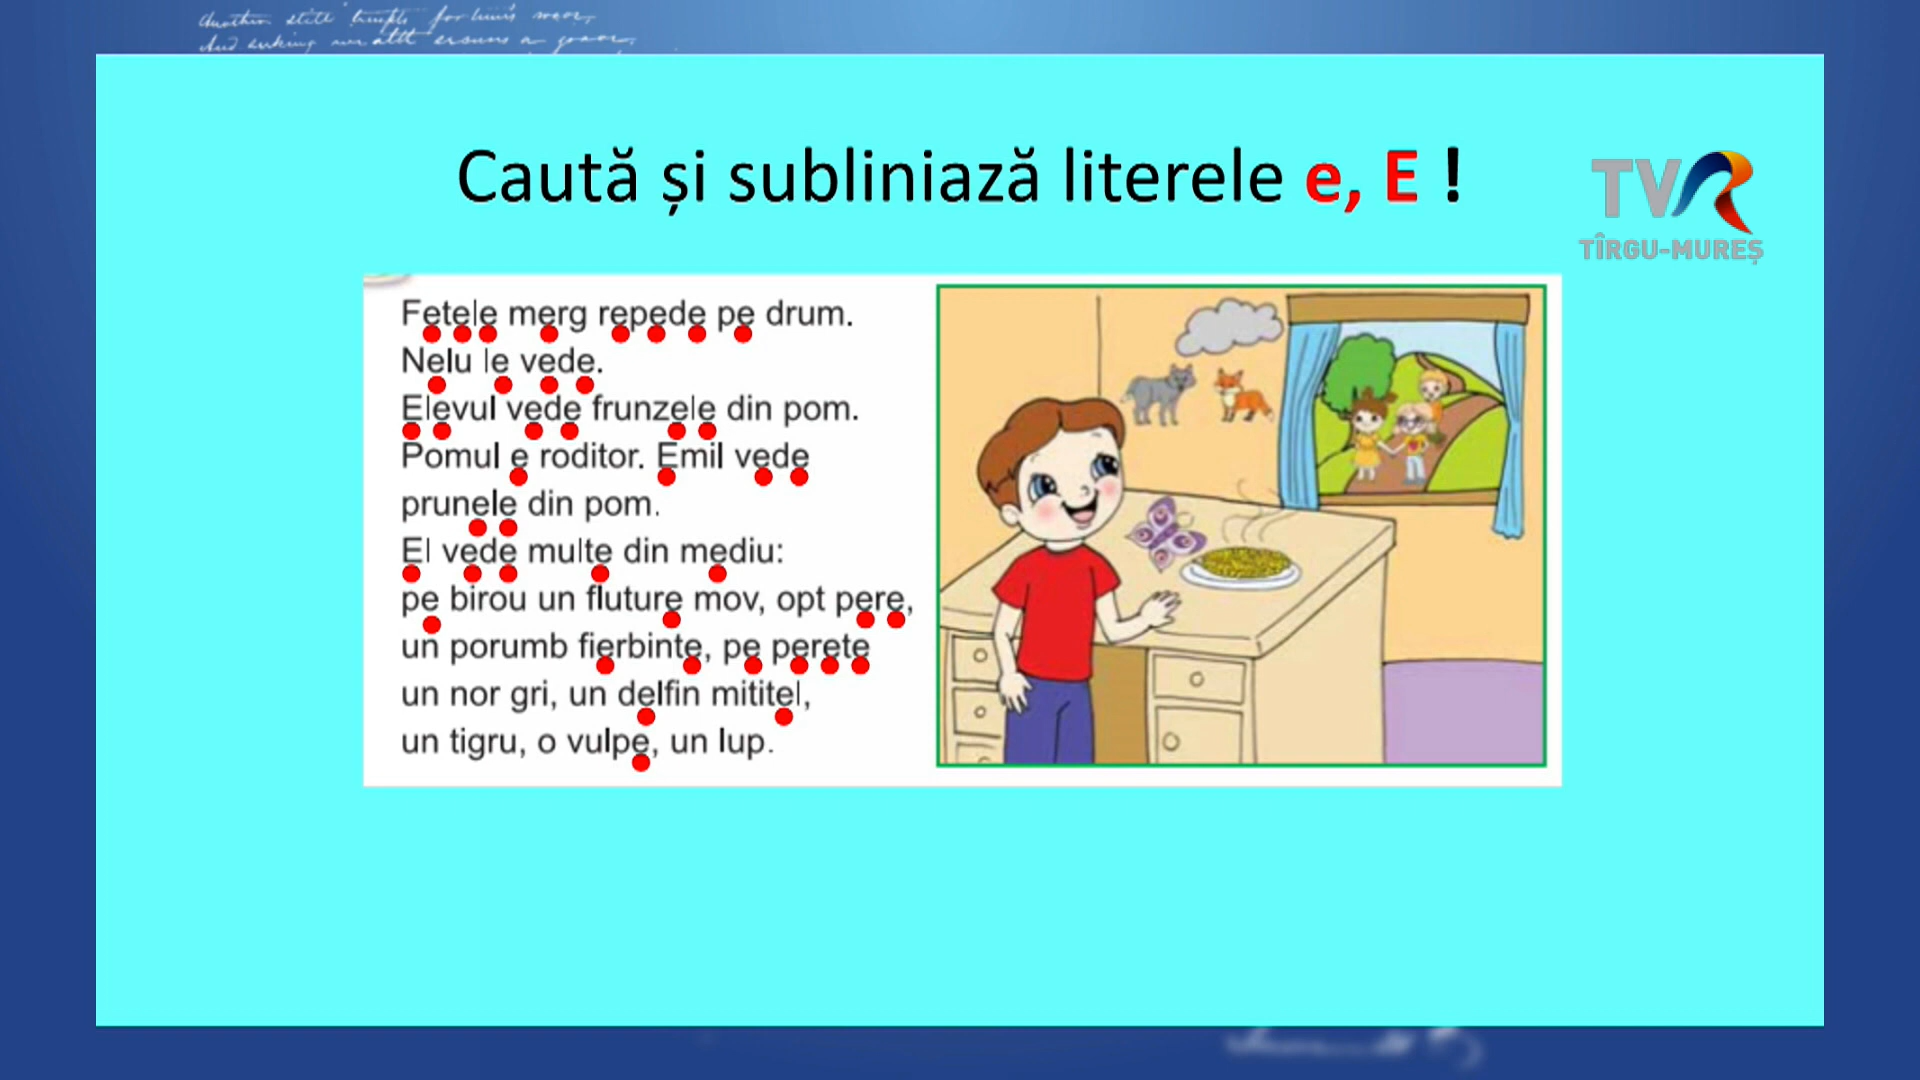 Caută și subliniază literele e, E !
TVR
TÎRGU-MUREȘ
Fetele merg repede pe drum.
Nelu le vede.
Elevul vede frunzele din pom.
Pomul e roditor. Emil vede
prunele din pom.
El vede multe din mediu:
pe birou un fluture mov, opt pere,
un porumb fierbinte, pe perete
un nor gri, un delfin mititel,
un tigru, o vulpe, un lup.